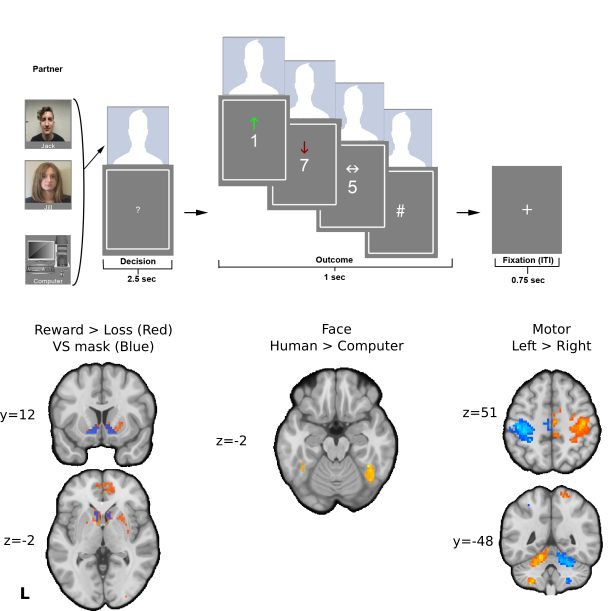 Partner
Jack
Jill
Computer
?
↑
1
↓
7
↔
5
#
+
Decision
2.5 sec
Outcome
1 sec
Fixation (ITI)
0.75 sec
Reward > Loss (Red)
VS mask (Blue)
y=12
z=-2
L
Face
Human > Computer
z=-2
Motor
Left > Right
z=51
y=-48